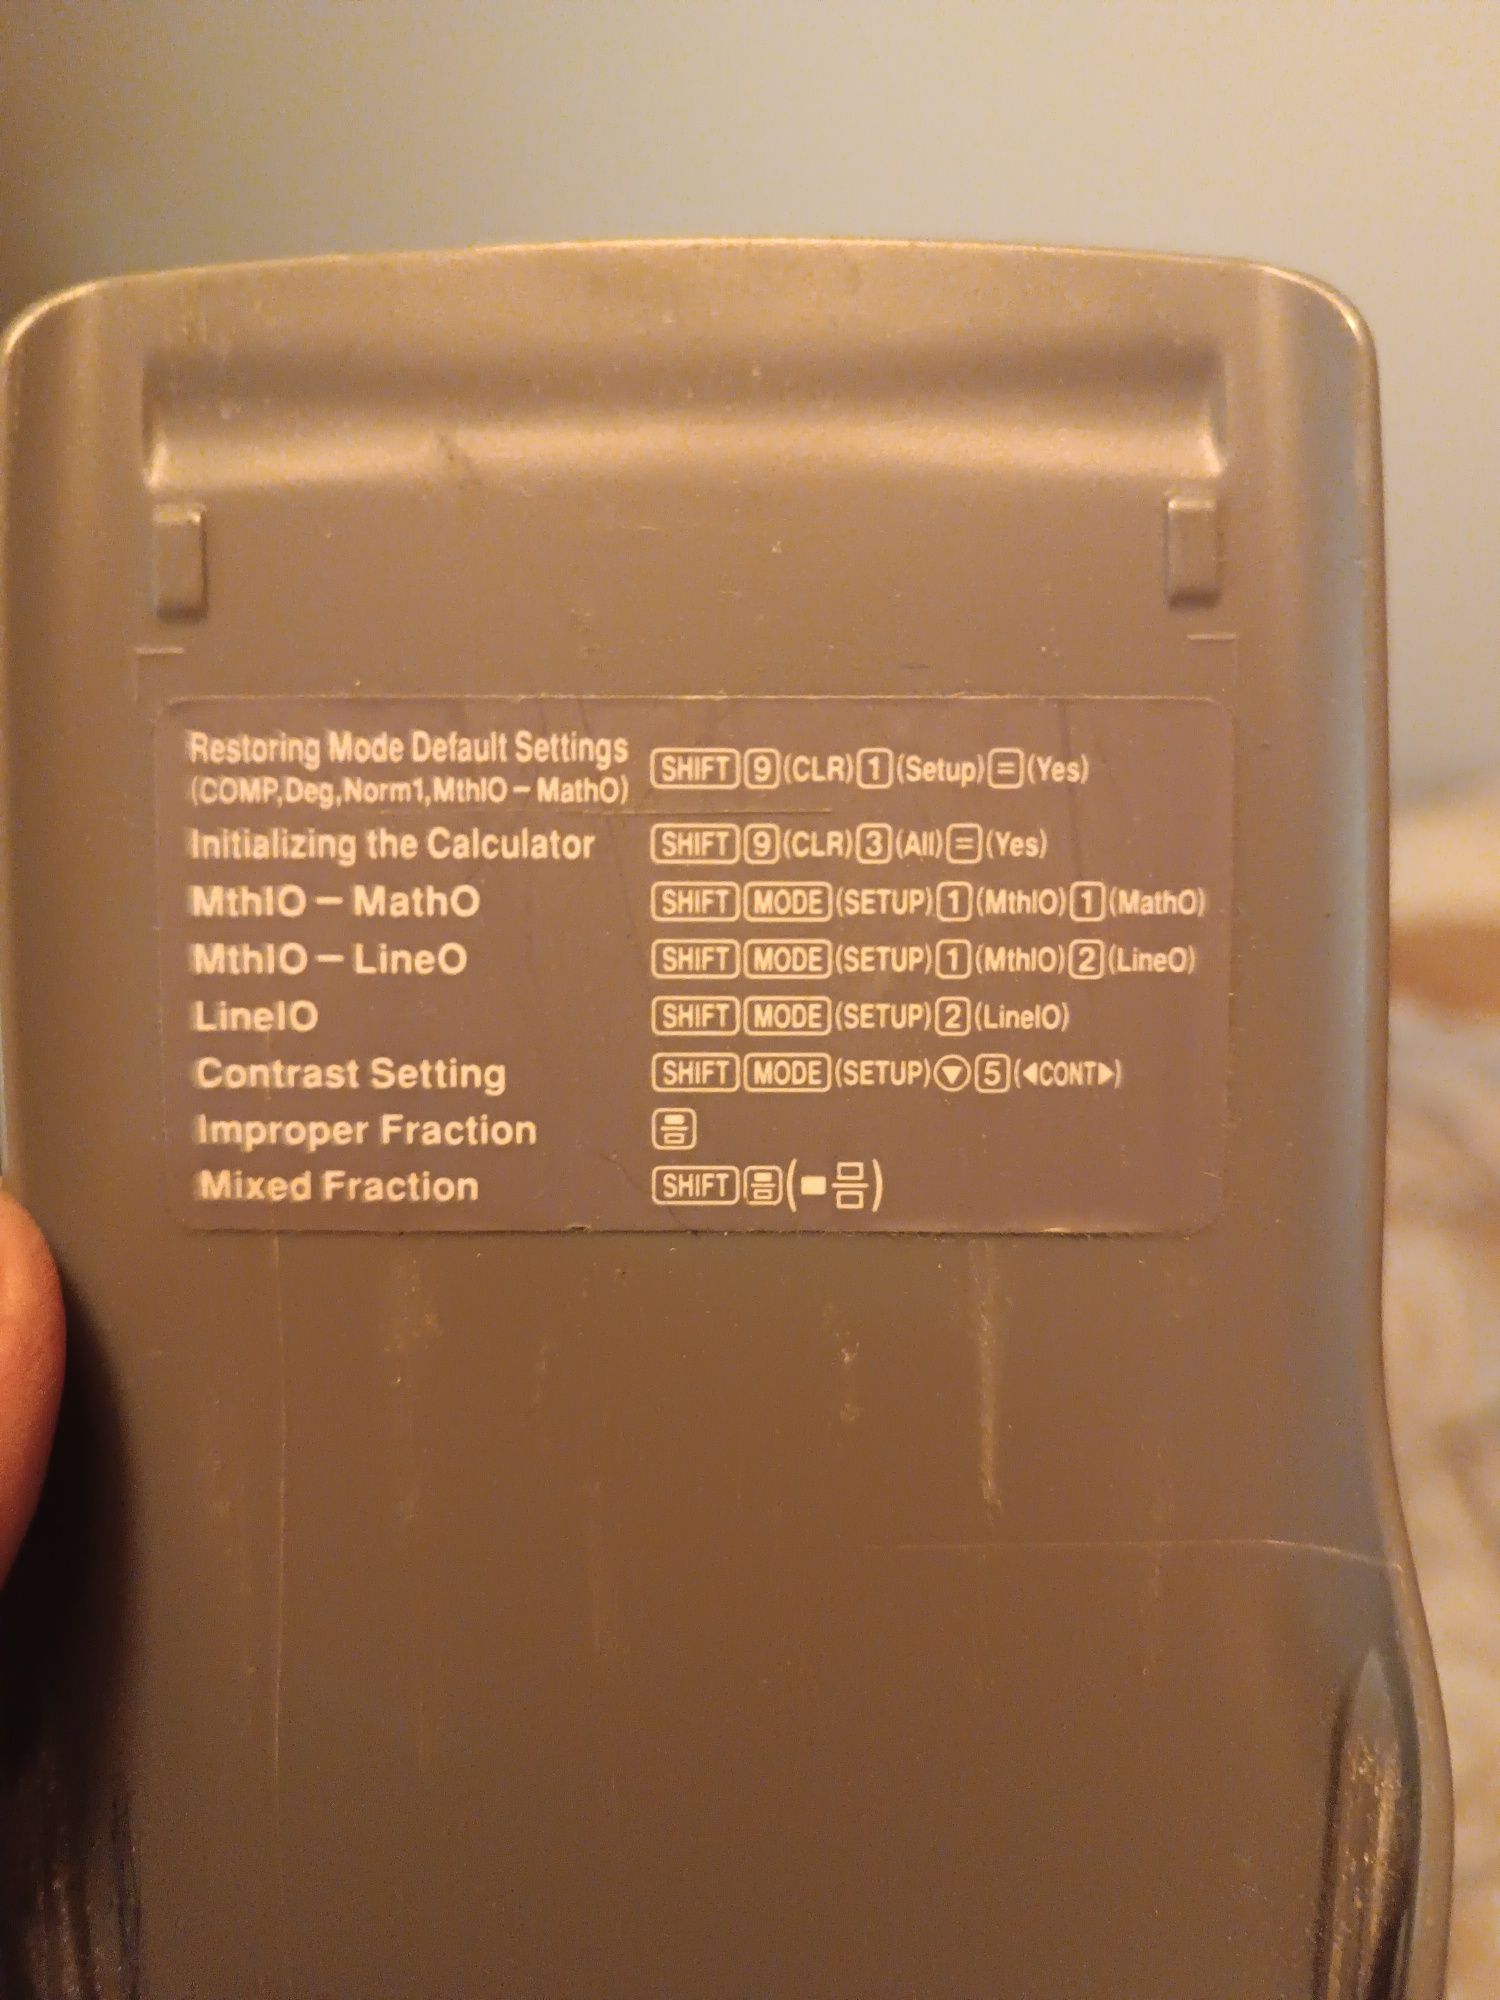 Restoring Mode Default Settings SHIFT 9 (CLR) 1 (Setup) = (Yes)
(COMP,Deg,Norm1,MthIO – MathO)
Initializing the Calculator SHIFT 9 (CLR) 3 (All) = (Yes)
MthIO – MathO SHIFT MODE (SETUP) 1 (MthIO) 1 (MathO)
MthIO – LineO SHIFT MODE (SETUP) 1 (MthIO) 2 (LineO)
LineIO SHIFT MODE (SETUP) 2 (LineIO)
Contrast Setting SHIFT MODE (SETUP) ▼ 5 (◀CONT▶)
Improper Fraction
Mixed Fraction SHIFT